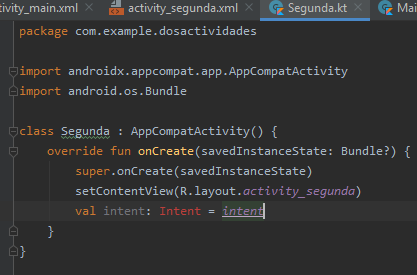 tivity_main.xml activity_segunda.xml Segunda.kt Mai
package com.example.dosactividades
import androidx.appcompat.app.AppCompatActivity
import android.os.Bundle
class Segunda : AppCompatActivity() {
override fun onCreate(savedInstanceState: Bundle?) {
super.onCreate(savedInstanceState)
setContentView(R.layout.activity_segunda)
val intent: Intent = intent
}
}